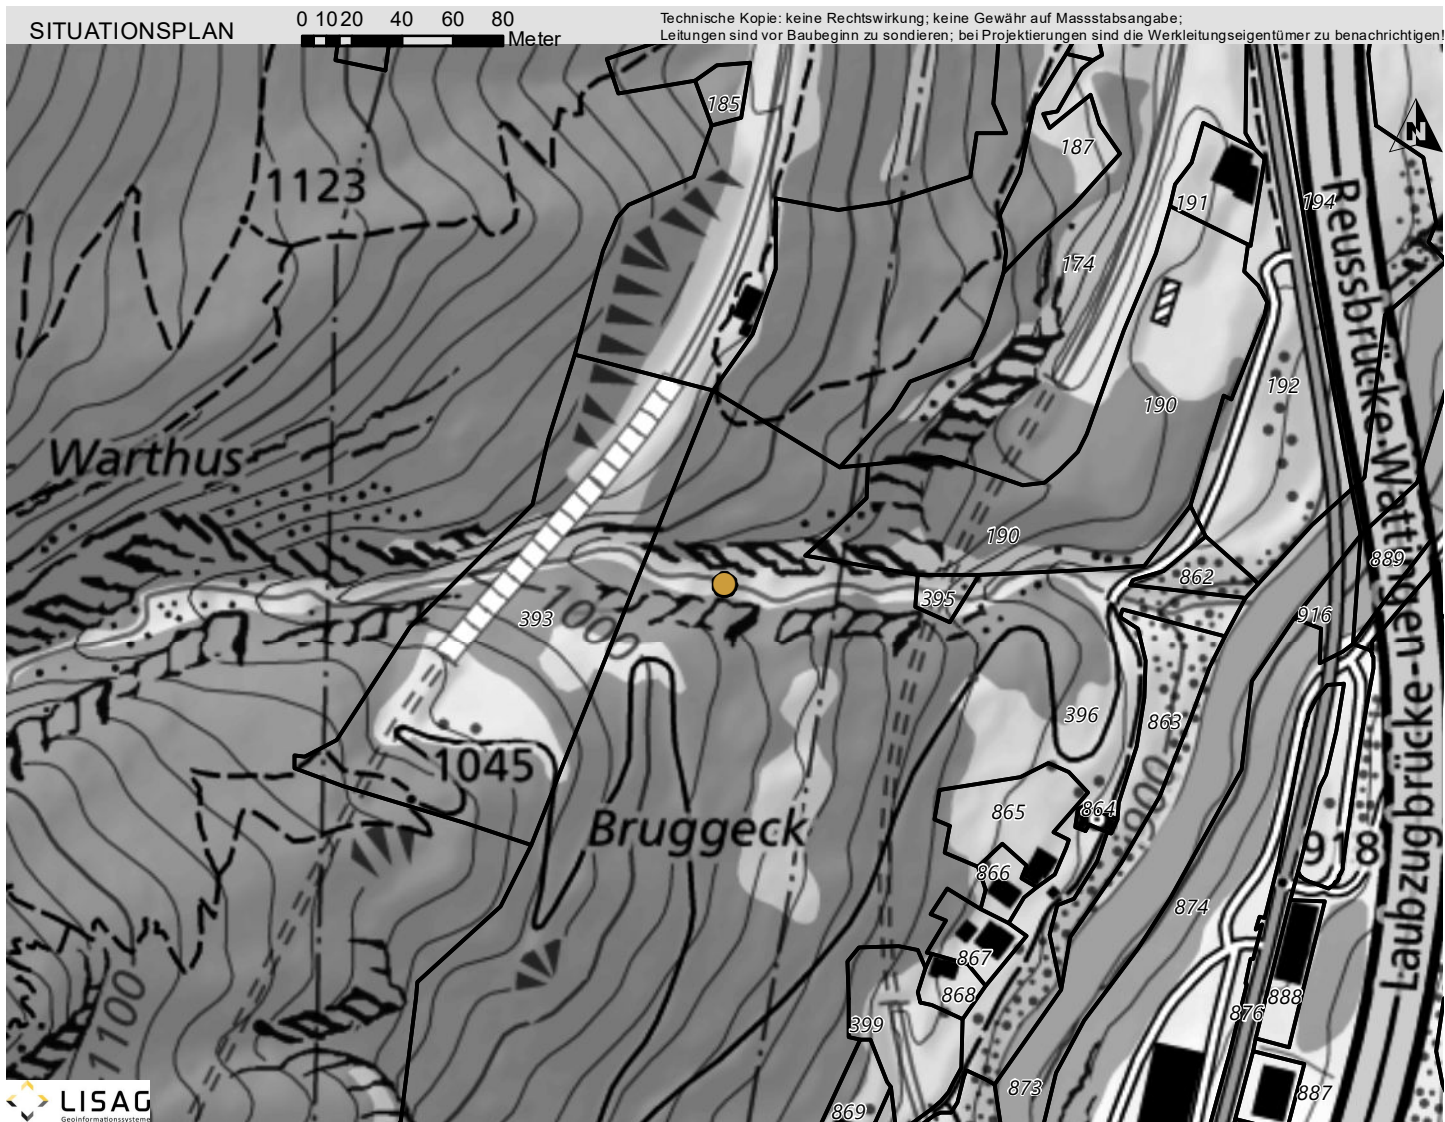 SITUATIONSPLAN
0 10 20 40 60 80
Meter
Technische Kopie: keine Rechtswirkung; keine Gewähr auf Massstabsangabe;
Leitungen sind vor Baubeginn zu sondieren; bei Projektierungen sind die Werkleitungseigentümer zu benachrichtigen!
N
185
187
1123
191
194
174
Reussbrücke Wattingen-
192
190
Warthus
190
889
862
395
393
1000
916
396
863
1045
900
865
864
Bruggeck
918
866
874
867
868
888
876
1100
399
873
887
869
Laubzugbrücke
LISAG
Geoinformationssysteme